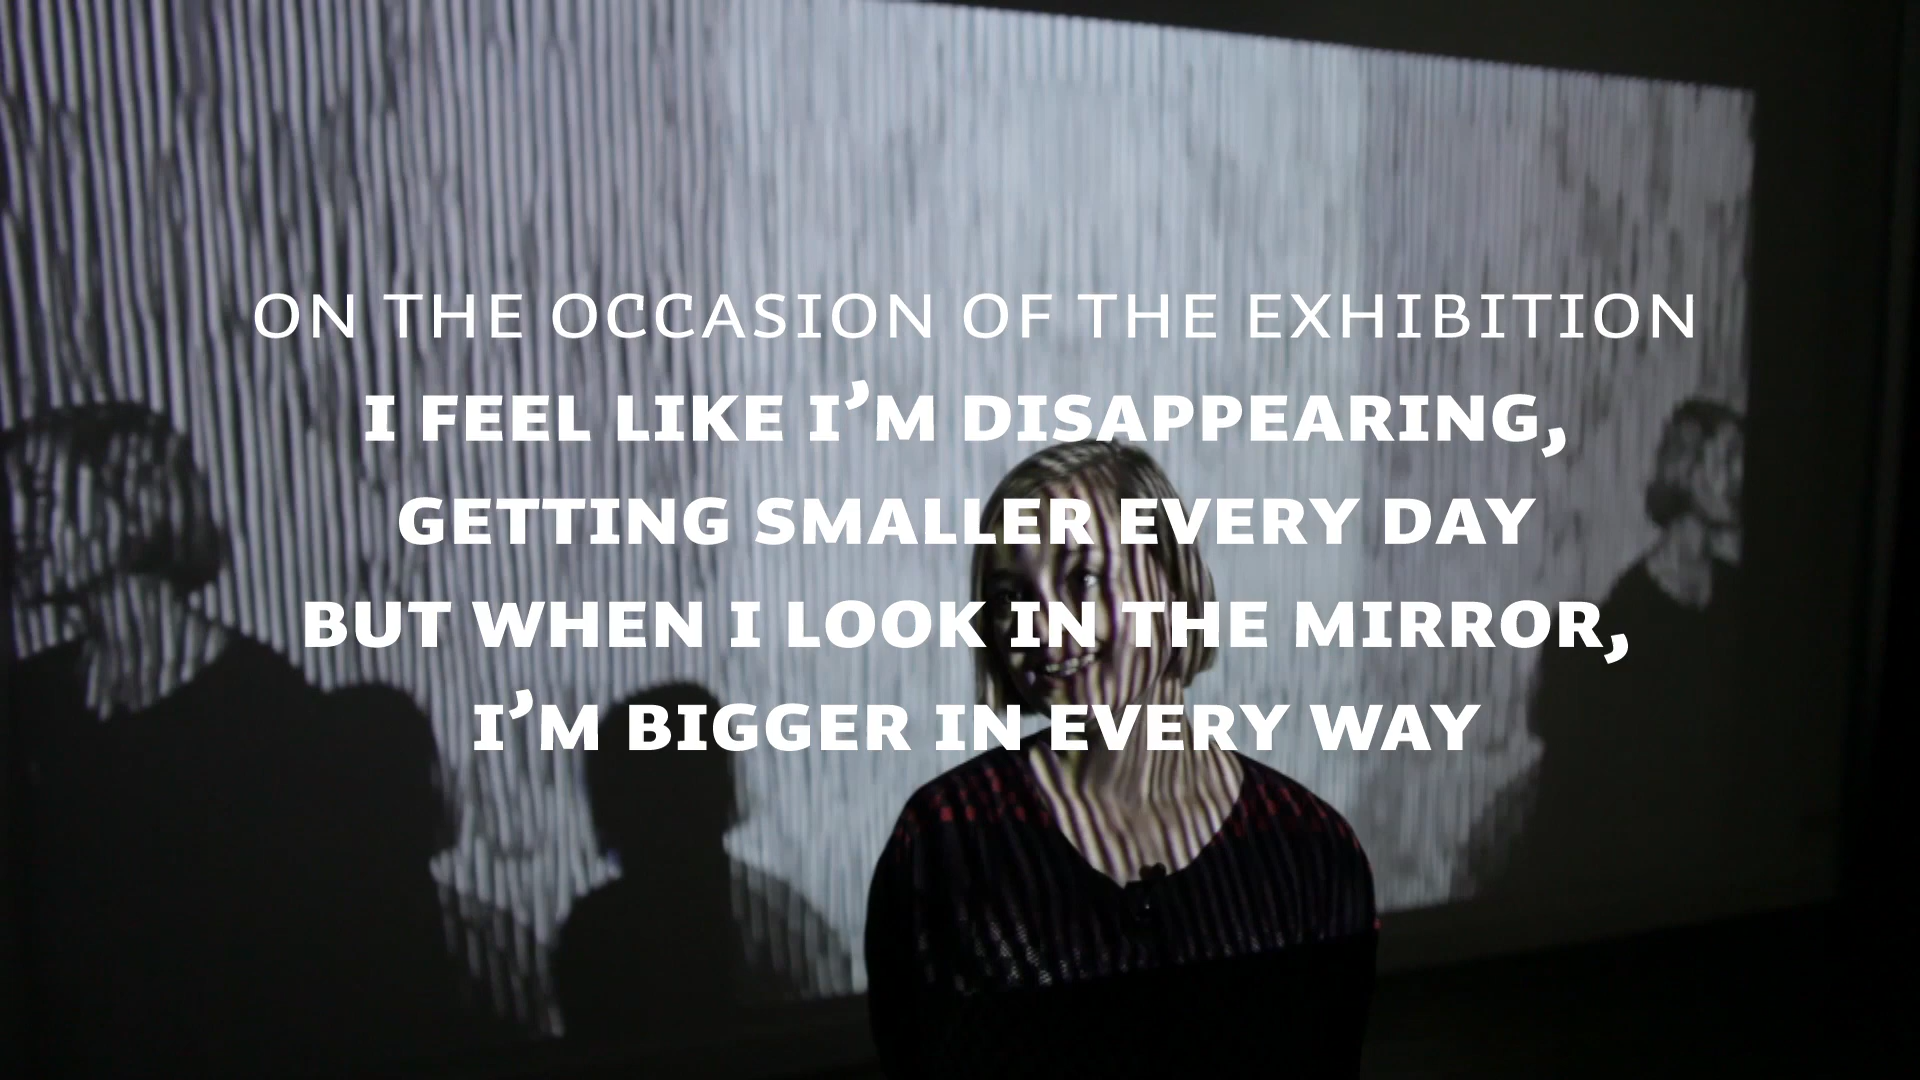 ON THE OCCASION OF THE EXHIBITION
I FEEL LIKE I’M DISAPPEARING,
GETTING SMALLER EVERY DAY
BUT WHEN I LOOK IN THE MIRROR,
I’M BIGGER IN EVERY WAY